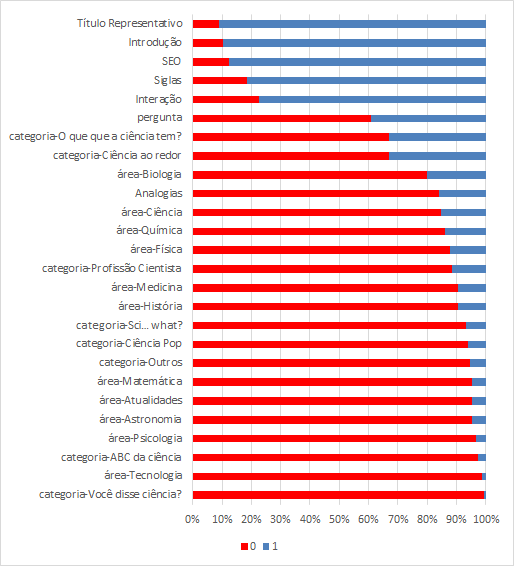 Título Representativo
Introdução
SEO
Siglas
Interação
pergunta
categoria-O que que a ciência tem?
categoria-Ciência ao redor
área-Biologia
Analogias
área-Ciência
área-Química
área-Física
categoria-Profissão Cientista
área-Medicina
área-História
categoria-Sci... what?
categoria-Ciência Pop
categoria-Outros
área-Matemática
área-Atualidades
área-Astronomia
área-Psicologia
categoria-ABC da ciência
área-Tecnologia
categoria-Você disse ciência?
0% 10% 20% 30% 40% 50% 60% 70% 80% 90% 100%
0 1